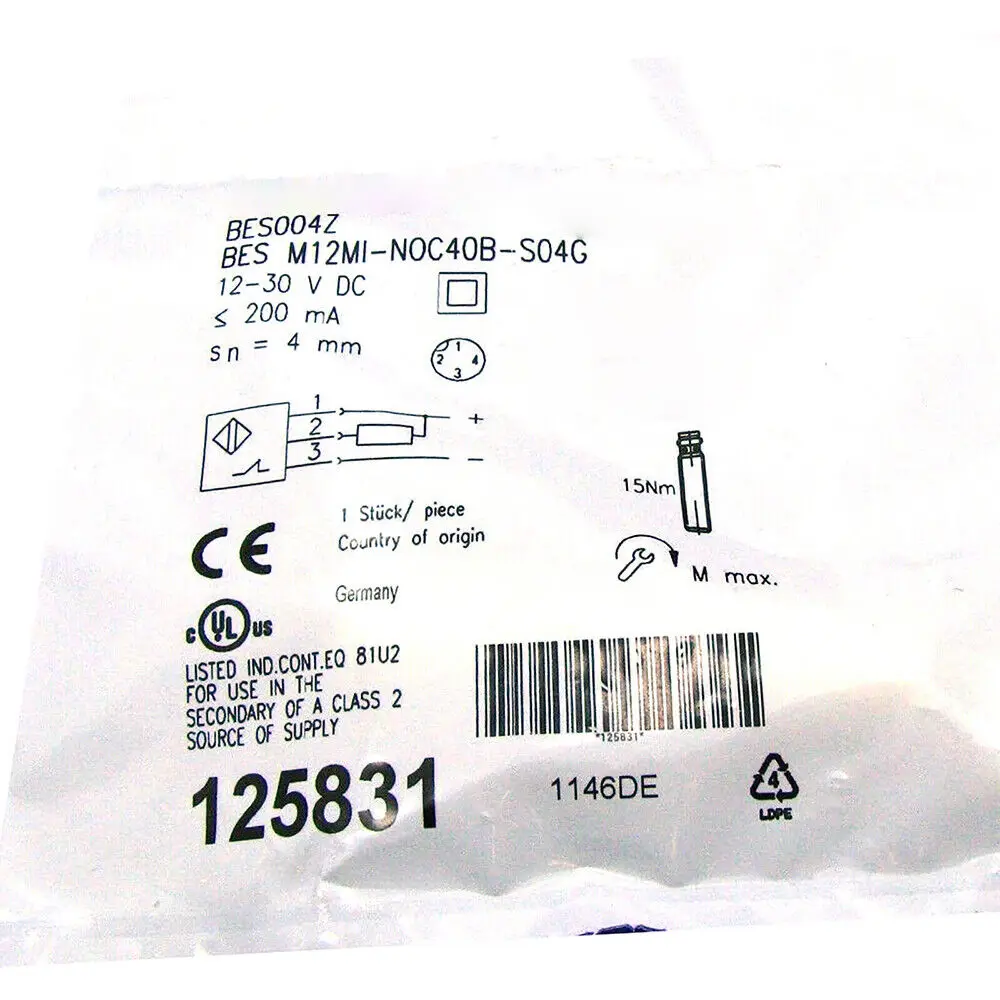 BES004Z
BES M12MI-NOC40B-S04G
12-30 V DC
≤ 200 mA
sn = 4 mm
1
2 4
3
1 +
2
3 -
1 Stück/ piece
Country of origin
Germany
15Nm
M max.
CE
c UL us
LISTED IND.CONT.EQ 81U2
FOR USE IN THE
SECONDARY OF A CLASS 2
SOURCE OF SUPPLY
*125831*
125831
1146DE
4
LDPE